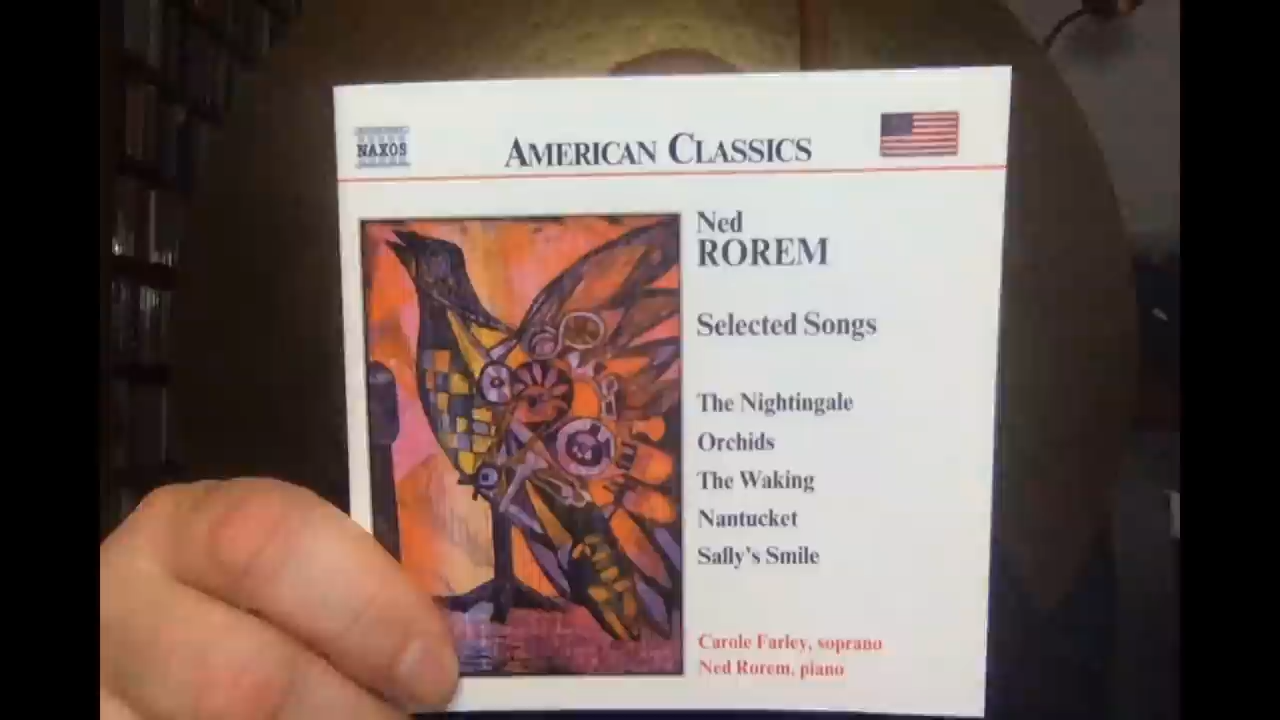 NAXOS
AMERICAN CLASSICS
Ned
ROREM
Selected Songs
The Nightingale
Orchids
The Waking
Nantucket
Sally's Smile
Carole Farley, soprano
Ned Rorem, piano